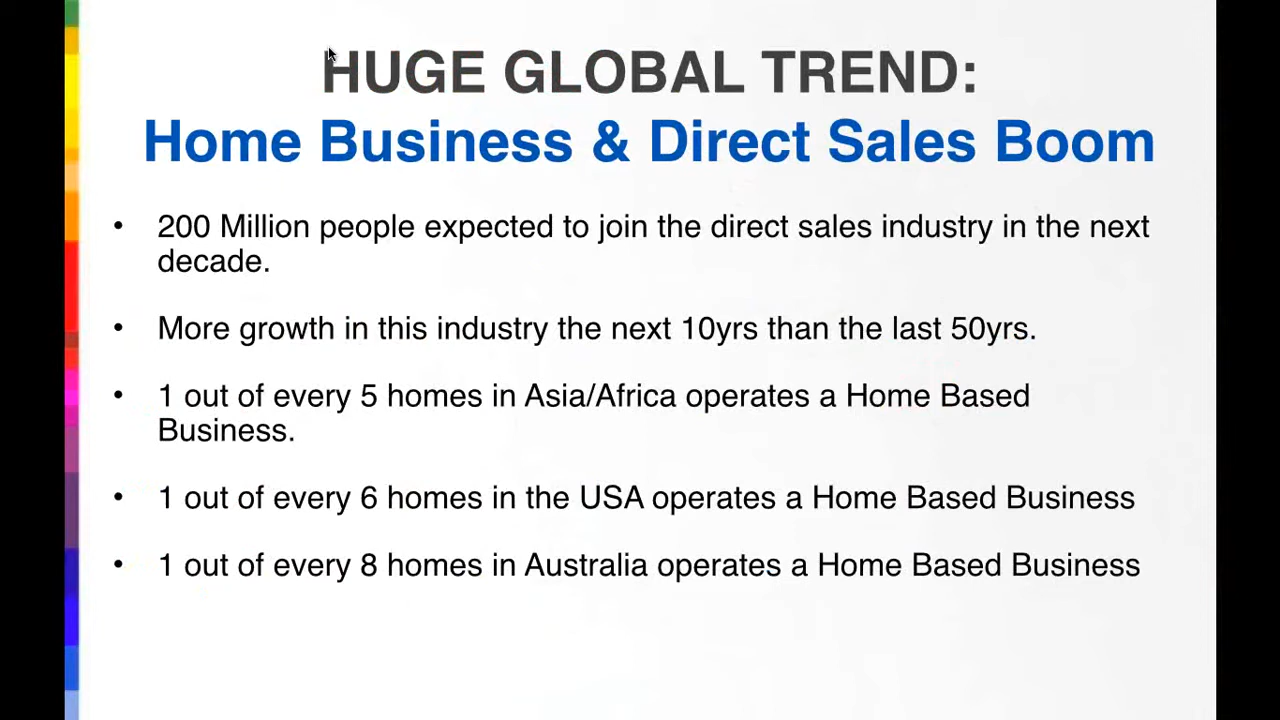 HUGE GLOBAL TREND:
Home Business & Direct Sales Boom
• 200 Million people expected to join the direct sales industry in the next
decade.
• More growth in this industry the next 10yrs than the last 50yrs.
• 1 out of every 5 homes in Asia/Africa operates a Home Based
Business.
• 1 out of every 6 homes in the USA operates a Home Based Business
• 1 out of every 8 homes in Australia operates a Home Based Business